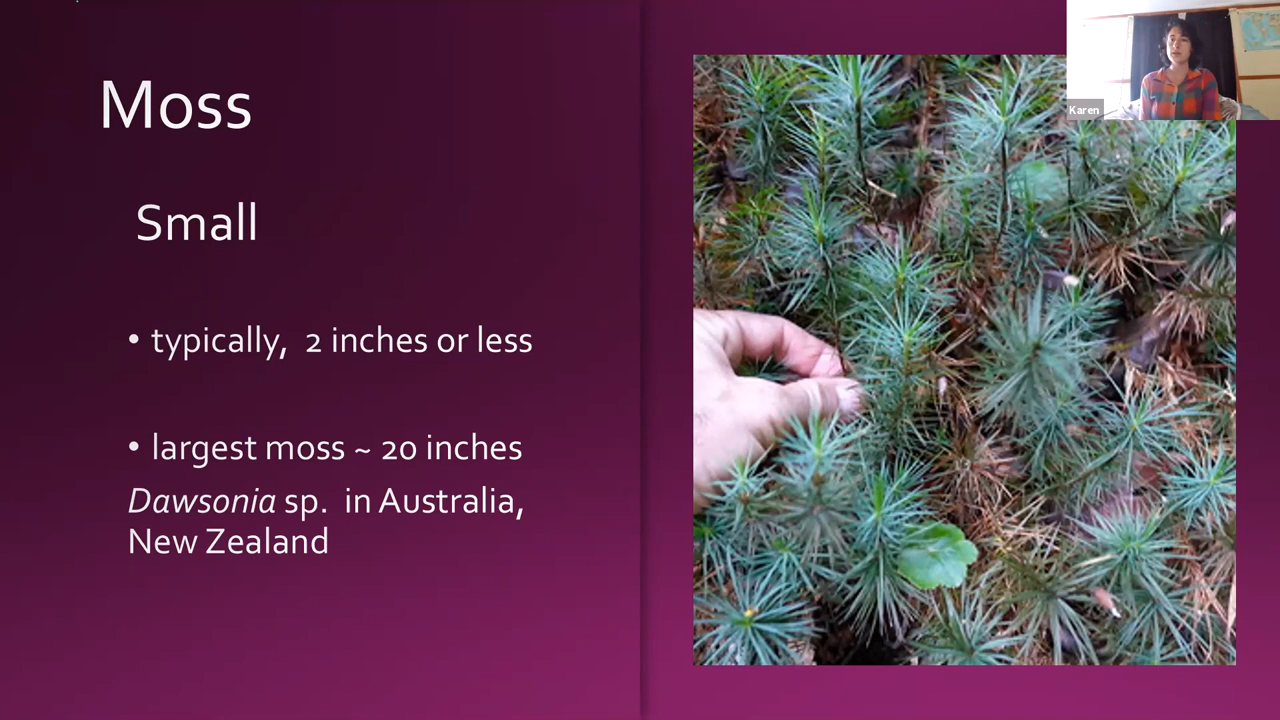 Moss
Small
• typically, 2 inches or less
• largest moss ~ 20 inches
Dawsonia sp. in Australia,
New Zealand
Karen